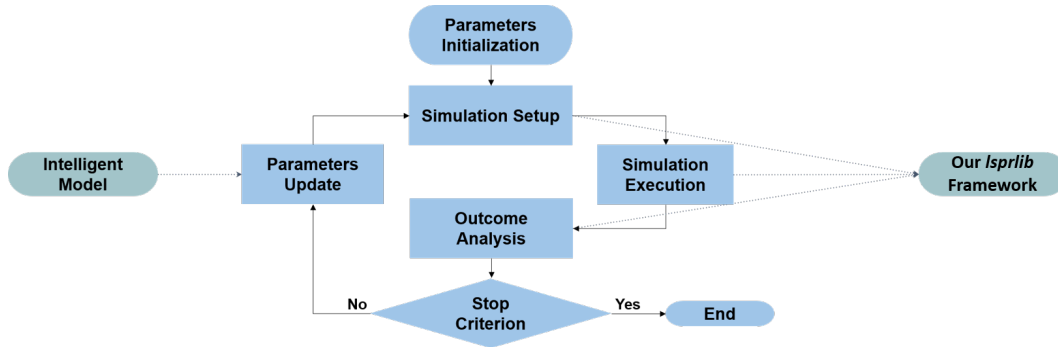 Parameters
Initialization
Simulation Setup
Intelligent
Model
Parameters
Update
Simulation
Execution
Our lsprlib
Framework
Outcome
Analysis
No
Stop
Criterion
Yes
End